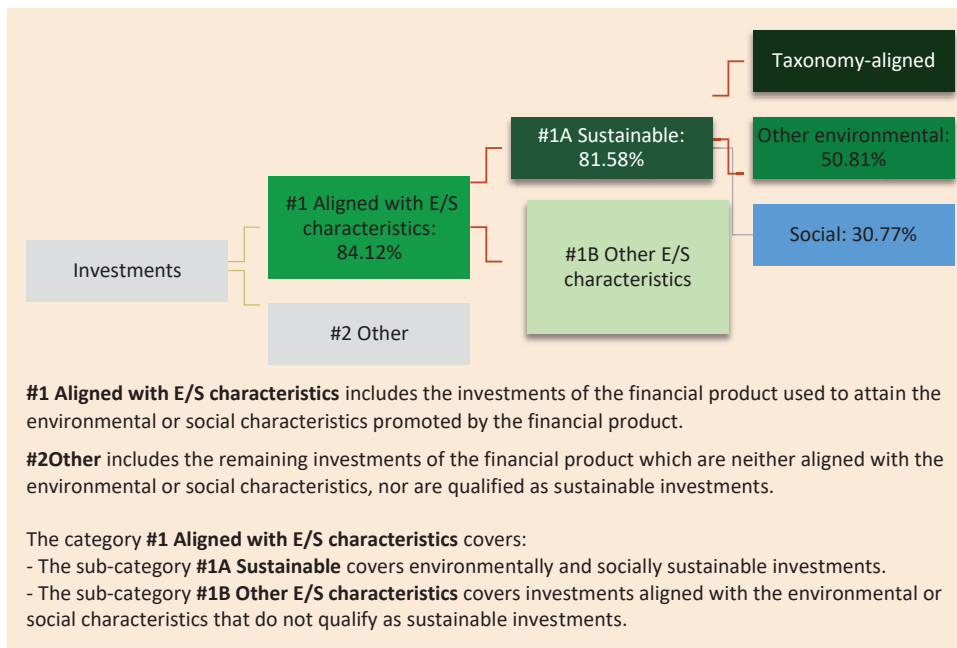 Taxonomy-aligned
#1A Sustainable:
81.58%
Other environmental:
50.81%
#1 Aligned with E/S
characteristics:
84.12%
Social: 30.77%
#1B Other E/S
characteristics
Investments
#2 Other
#1 Aligned with E/S characteristics includes the investments of the financial product used to attain the
environmental or social characteristics promoted by the financial product.
#2Other includes the remaining investments of the financial product which are neither aligned with the
environmental or social characteristics, nor are qualified as sustainable investments.
The category #1 Aligned with E/S characteristics covers:
- The sub-category #1A Sustainable covers environmentally and socially sustainable investments.
- The sub-category #1B Other E/S characteristics covers investments aligned with the environmental or
social characteristics that do not qualify as sustainable investments.